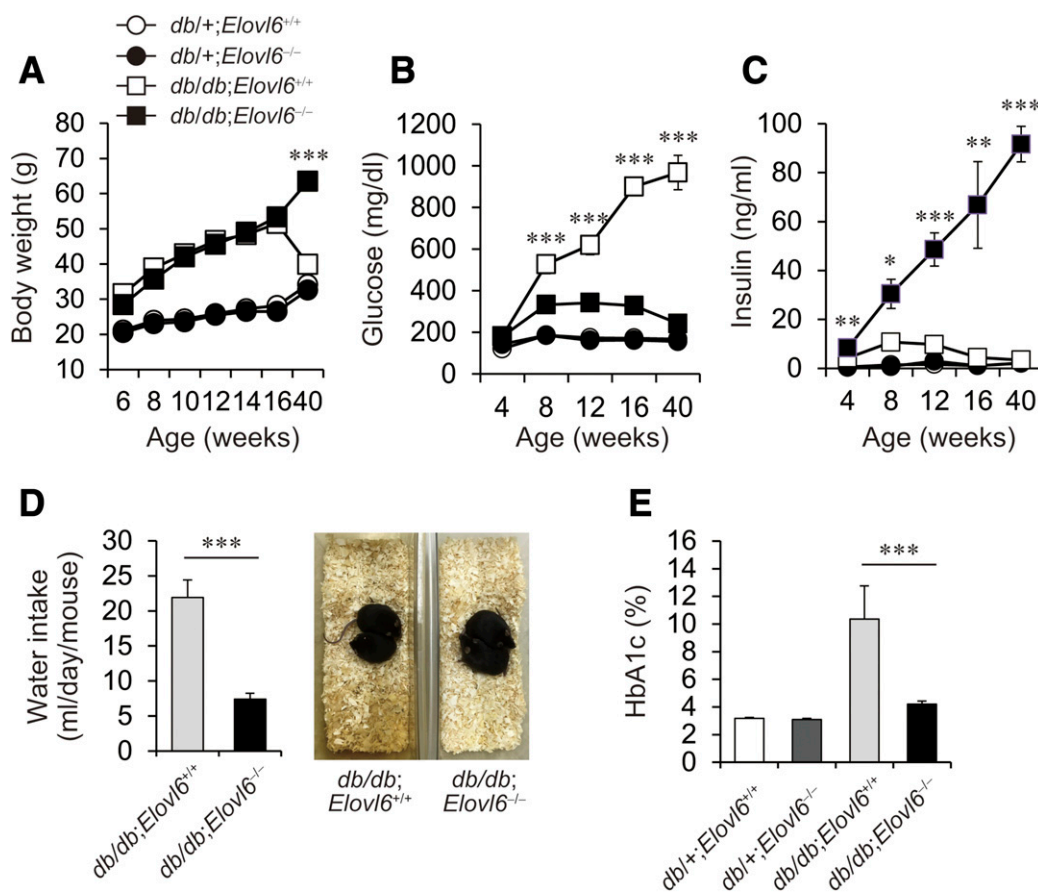 db/+;Elovl6+/+
db/+;Elovl6–/–
db/db;Elovl6+/+
db/db;Elovl6–/–
A
Body weight (g)
80
70
60
50
40
30
20
10
***
6 8 10 12 14 16 40
Age (weeks)
B
Glucose (mg/dl)
1200
1000
800
600
400
200
0
***
***
***
***
4 8 12 16 40
Age (weeks)
C
Insulin (ng/ml)
100
80
60
40
20
0
**
*
***
**
***
4 8 12 16 40
Age (weeks)
D
Water intake
(ml/day/mouse)
30
25
20
15
10
5
0
***
db/db;Elovl6+/+
db/db;Elovl6–/–
db/db;
Elovl6+/+
db/db;
Elovl6–/–
E
HbA1c (%)
16
14
12
10
8
6
4
2
0
***
db/+;Elovl6+/+
db/+;Elovl6–/–
db/db;Elovl6+/+
db/db;Elovl6–/–